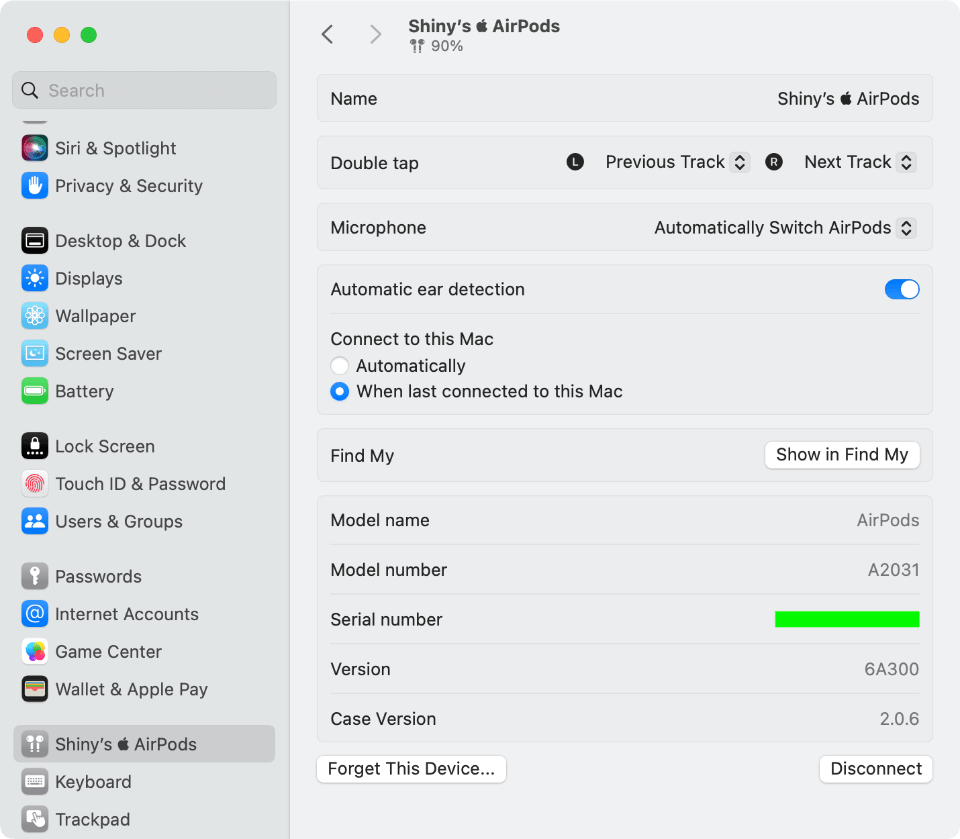 Shiny’s  AirPods
90%
Search
Siri & Spotlight
Privacy & Security
Desktop & Dock
Displays
Wallpaper
Screen Saver
Battery
Lock Screen
Touch ID & Password
Users & Groups
Passwords
Internet Accounts
Game Center
Wallet & Apple Pay
Shiny’s  AirPods
Keyboard
Trackpad
Name Shiny’s  AirPods
Double tap L Previous Track R Next Track
Microphone Automatically Switch AirPods
Automatic ear detection
Connect to this Mac
Automatically
When last connected to this Mac
Find My Show in Find My
Model name AirPods
Model number A2031
Serial number
Version 6A300
Case Version 2.0.6
Forget This Device... Disconnect